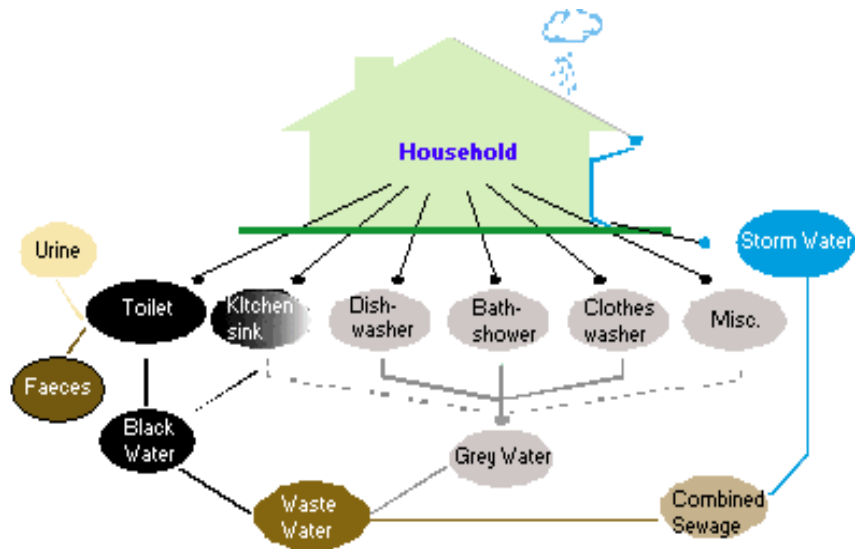 Household
Urine
Storm Water
Toilet
KItchen
sink
Dish-
washer
Bath-
shower
Clothes
washer
Misc.
Faeces
Black
Water
Grey Water
Waste
Water
Combined
Sewage